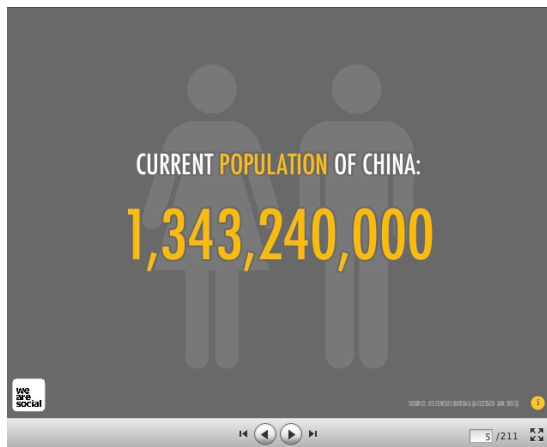 CURRENT POPULATION OF CHINA:
1,343,240,000
we
are
social
SOURCE: US CENSUS BUREAU (ACCESSED JAN 2013)
5
5 /211